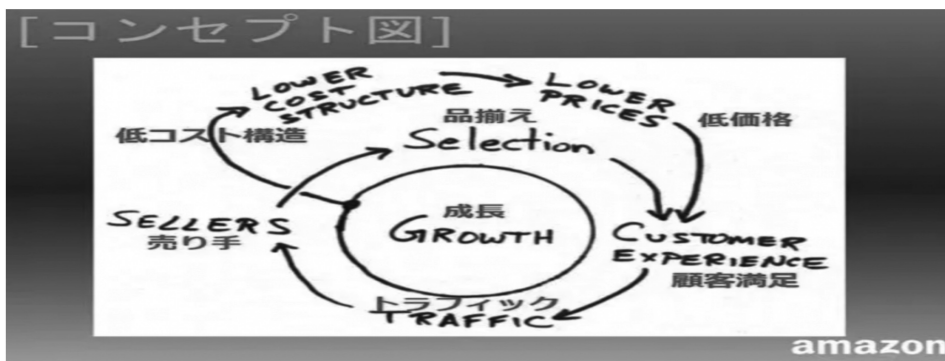 [コンセプト図]
LOWER
COST
STRUCTURE
LOWER
PRICES
低コスト構造
品揃え
Selection
低価格
SELLERS
売り手
成長
GROWTH
CUSTOMER
EXPERIENCE
顧客満足
トラフィック
TRAFFIC
amazon